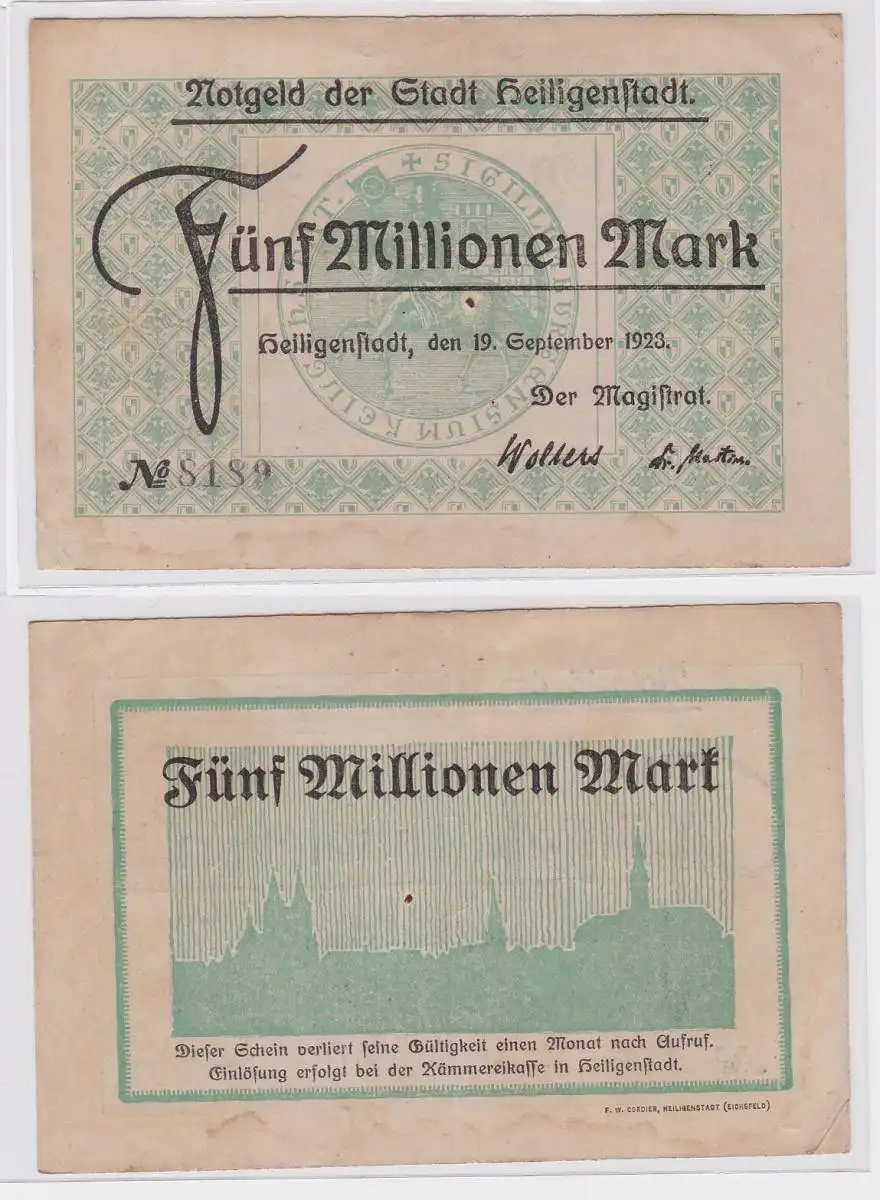 Notgeld der Stadt Heiligenſtadt.
Fünf Millionen Mark
Heiligenſtadt, den 19. September 1923.
Der Magiſtrat.
Wolters
№ 8189
Fünf Millionen Mark
Dieſer Schein verliert ſeine Gültigkeit einen Monat nach Aufruf.
Einlöſung erfolgt bei der Kämmereikaſſe in Heiligenſtadt.
F. W. CORDIER, HEILIGENSTADT (EICHSFELD)